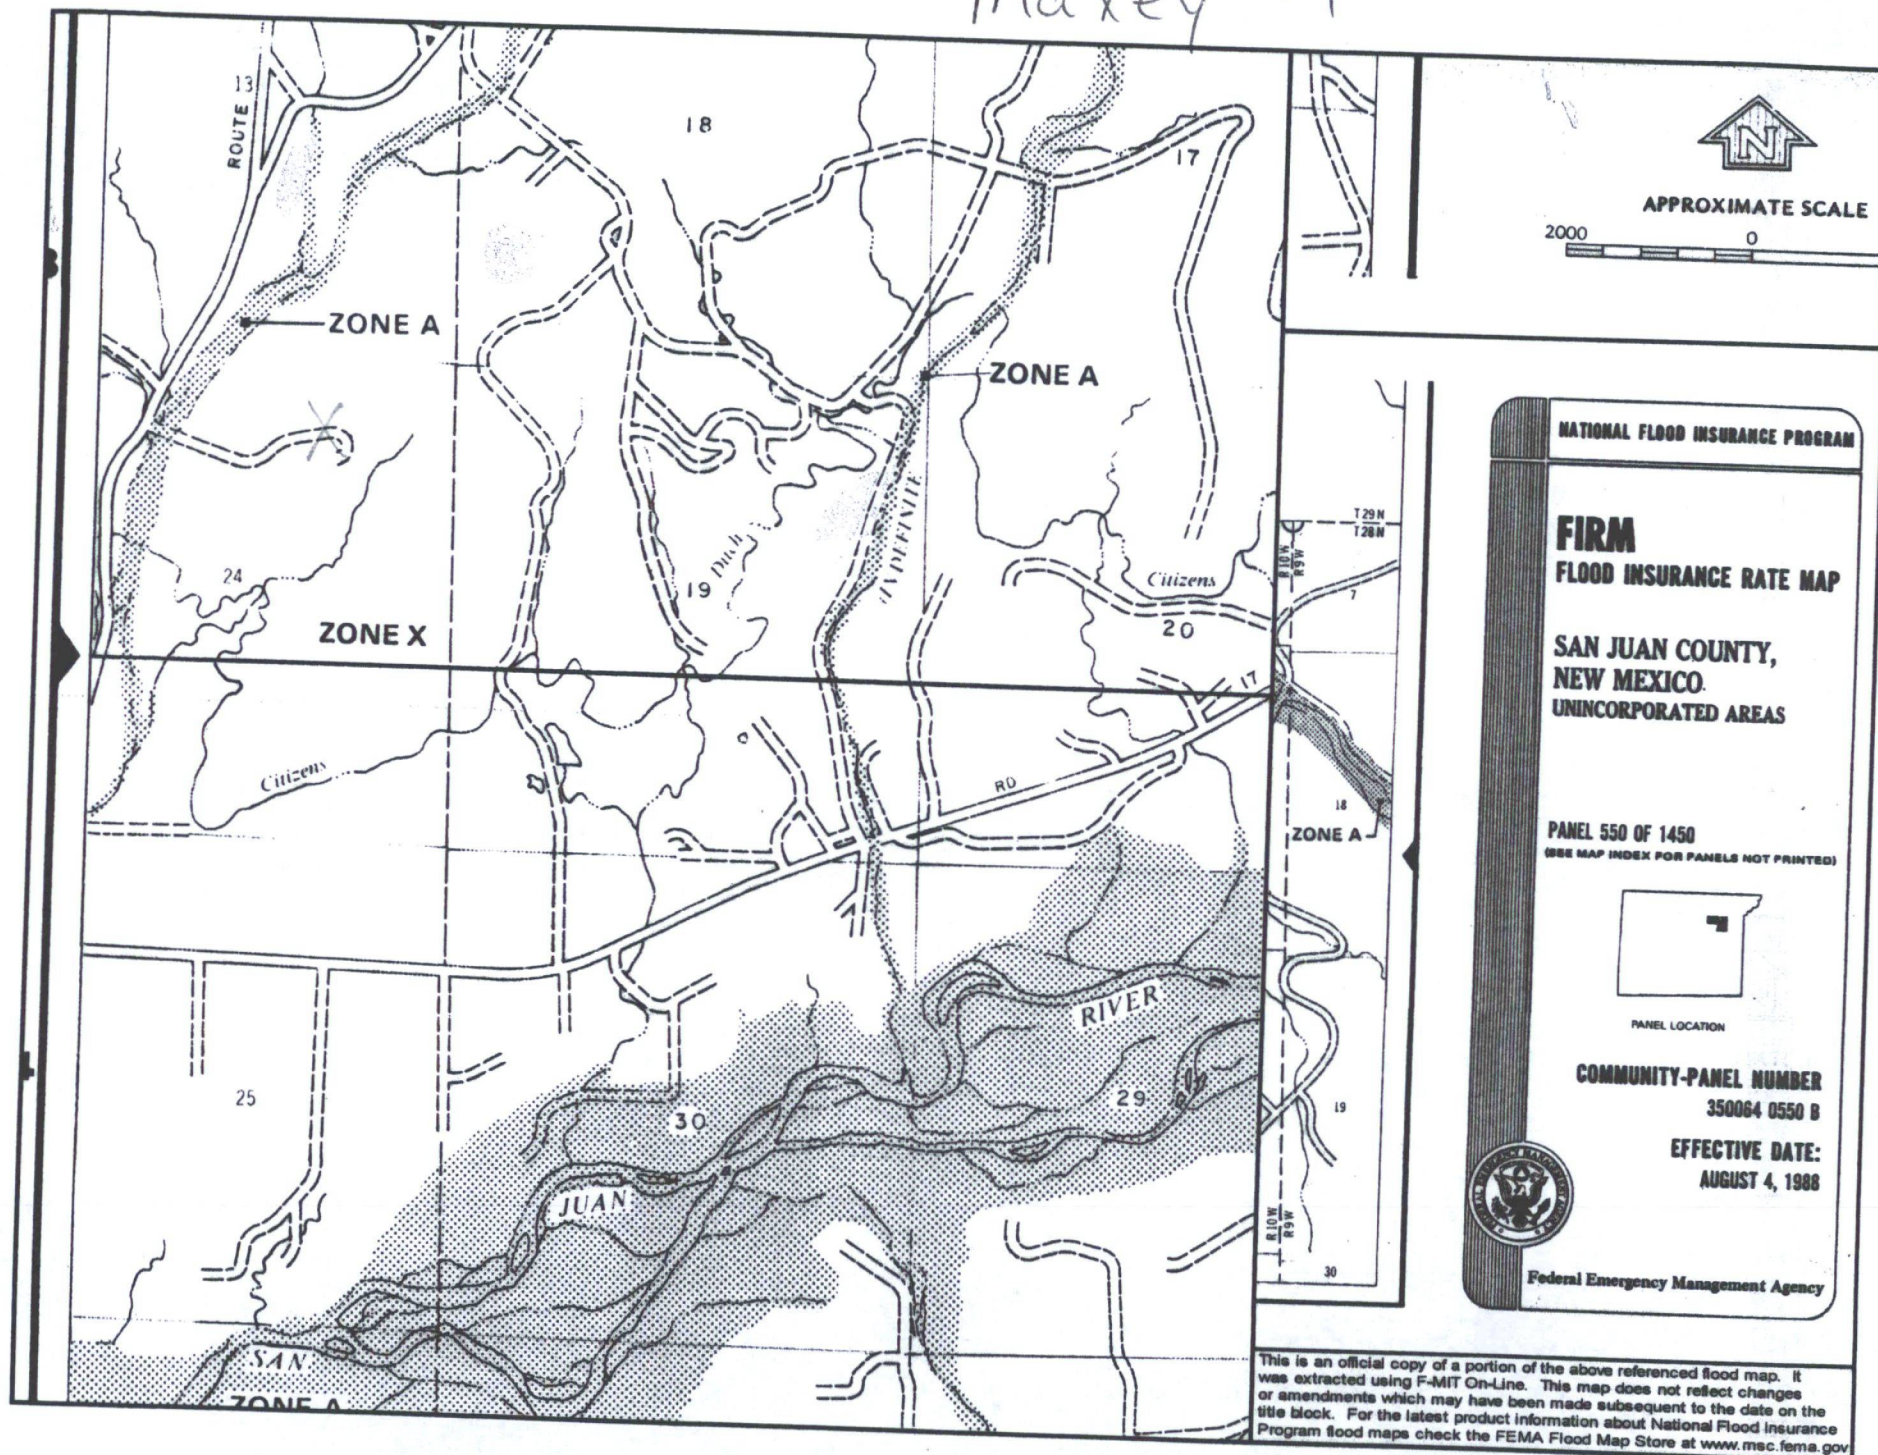 Maxey
13
ROUTE
18
17
ZONE A
ZONE A
INDEFINITE
Ditch
24
19
Citizens
20
ZONE X
17
Citizens
RD
RIVER
25
30
29
JUAN
SAN
ZONE A
T29N
T28N
R10W
R9W
7
18
ZONE A
19
R10W
R9W
30
N
APPROXIMATE SCALE
2000 0
NATIONAL FLOOD INSURANCE PROGRAM
FIRM
FLOOD INSURANCE RATE MAP
SAN JUAN COUNTY,
NEW MEXICO
UNINCORPORATED AREAS
PANEL 550 OF 1450
(SEE MAP INDEX FOR PANELS NOT PRINTED)
PANEL LOCATION
COMMUNITY-PANEL NUMBER
350064 0550 B
EFFECTIVE DATE:
AUGUST 4, 1988
Federal Emergency Management Agency
This is an official copy of a portion of the above referenced flood map. It
was extracted using F-MIT On-Line. This map does not reflect changes
or amendments which may have been made subsequent to the date on the
title block. For the latest product information about National Flood Insurance
Program flood maps check the FEMA Flood Map Store at www.msc.fema.gov